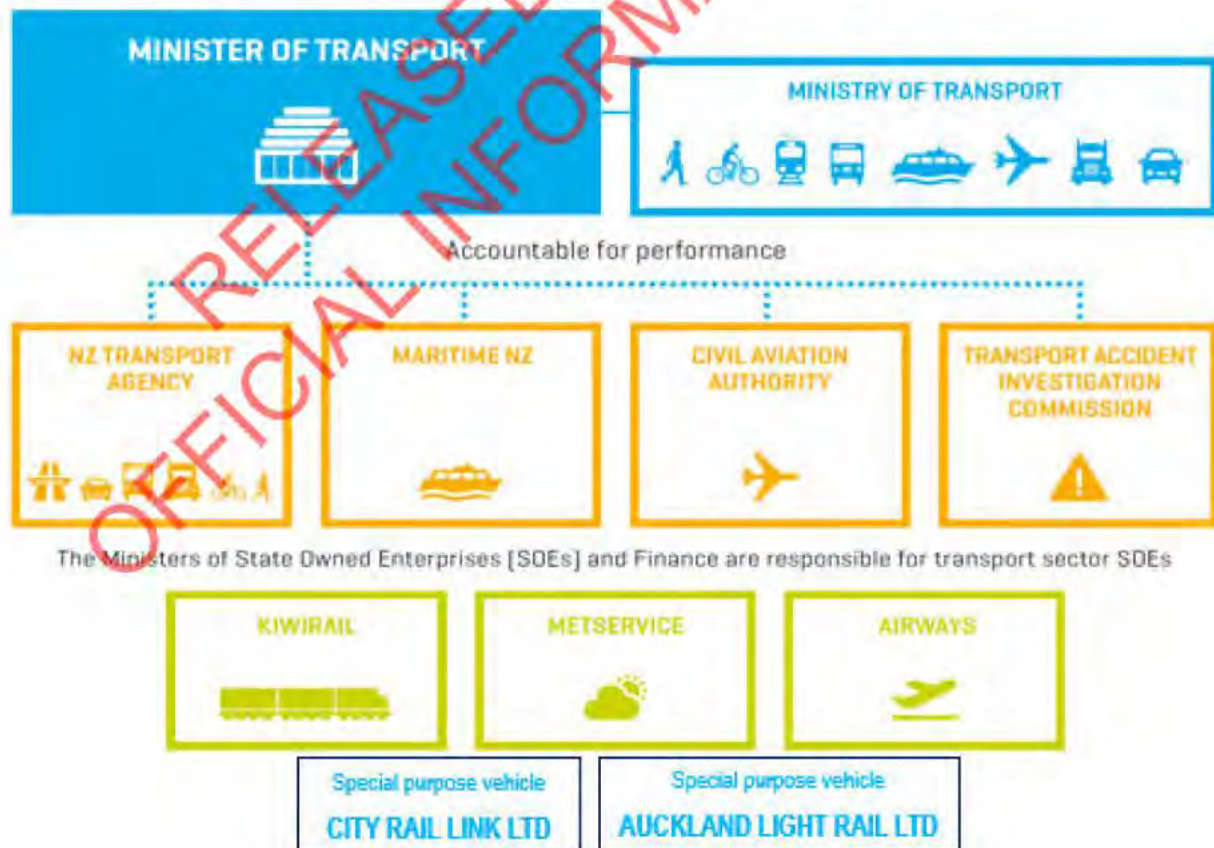 MINISTER OF TRANSPORT
MINISTRY OF TRANSPORT
Accountable for performance
NZ TRANSPORT
AGENCY
MARITIME NZ
CIVIL AVIATION
AUTHORITY
TRANSPORT ACCIDENT
INVESTIGATION
COMMISSION
The Ministers of State Owned Enterprises [SOEs] and Finance are responsible for transport sector SOEs
KIWIRAIL
METSERVICE
AIRWAYS
Special purpose vehicle
CITY RAIL LINK LTD
Special purpose vehicle
AUCKLAND LIGHT RAIL LTD
OFFICIAL